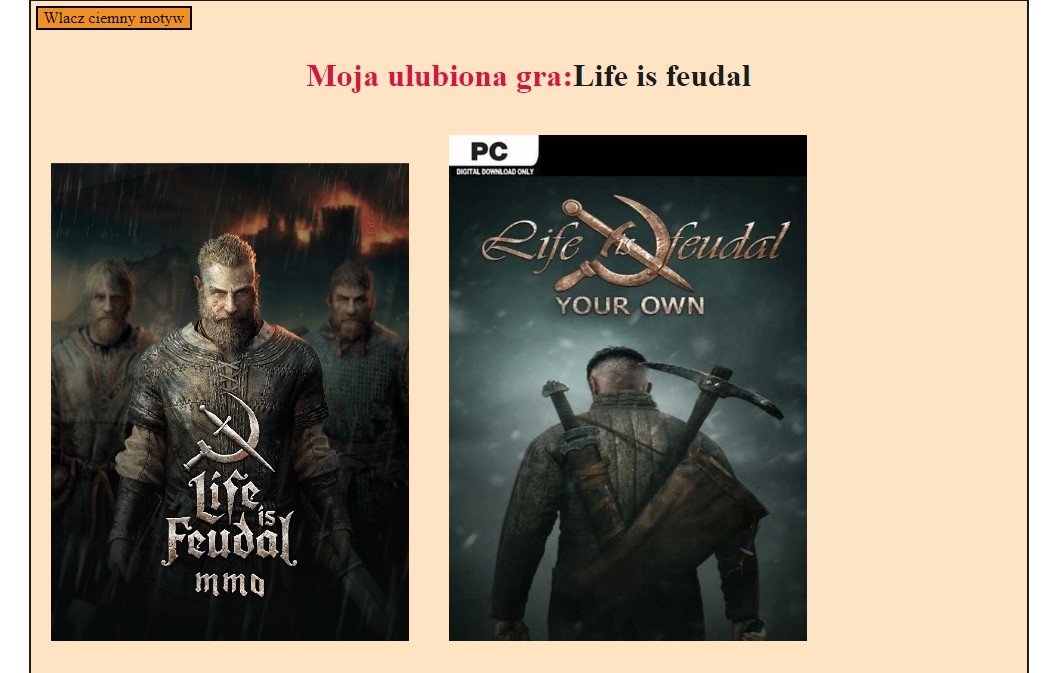 Wlacz ciemny motyw
Moja ulubiona gra:Life is feudal
Life
is
Feudal
mmo
PC
DIGITAL DOWNLOAD ONLY
Life is feudal
YOUR OWN